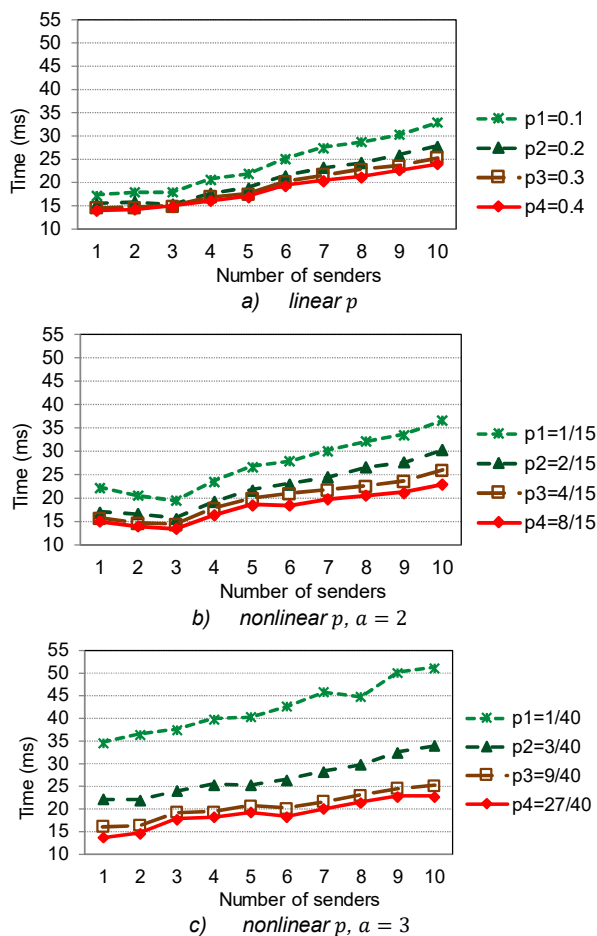 55
50
45
40
35
30
25
20
15
10
Time (ms)
1 2 3 4 5 6 7 8 9 10
Number of senders
p1=0.1
p2=0.2
p3=0.3
p4=0.4
a) linear p
55
50
45
40
35
30
25
20
15
10
Time (ms)
1 2 3 4 5 6 7 8 9 10
Number of senders
p1=1/15
p2=2/15
p3=4/15
p4=8/15
b) nonlinear p, a = 2
55
50
45
40
35
30
25
20
15
10
Time (ms)
1 2 3 4 5 6 7 8 9 10
Number of senders
p1=1/40
p2=3/40
p3=9/40
p4=27/40
c) nonlinear p, a = 3